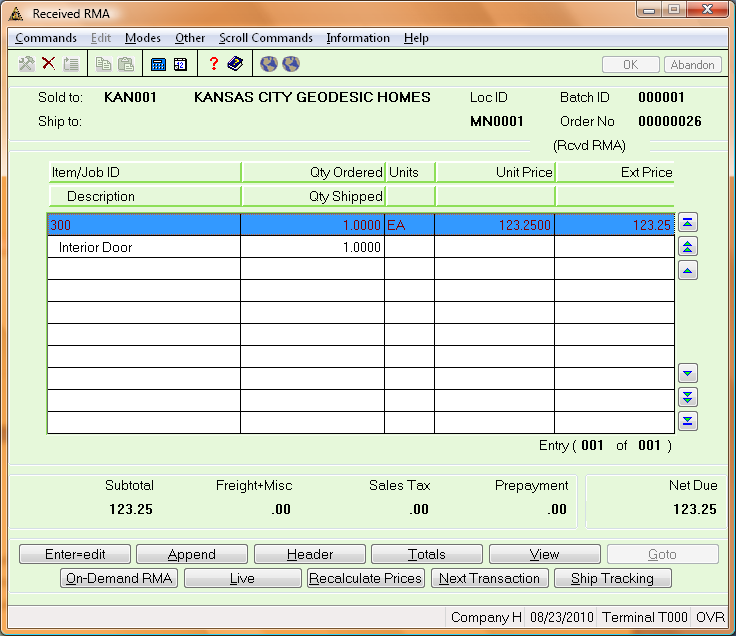 Received RMA
Commands Edit Modes Other Scroll Commands Information Help
OK Abandon
Sold to: KAN001 KANSAS CITY GEODESIC HOMES Loc ID Batch ID 000001
Ship to: MN0001 Order No 00000026
(Rcvd RMA)
Item/Job ID Qty Ordered Units Unit Price Ext Price
Description Qty Shipped
300 1.0000 EA 123.2500 123.25
Interior Door 1.0000
Entry ( 001 of 001 )
Subtotal Freight+Misc Sales Tax Prepayment Net Due
123.25 .00 .00 .00 123.25
Enter=edit Append Header Totals View Goto
On-Demand RMA Live Recalculate Prices Next Transaction Ship Tracking
Company H 08/23/2010 Terminal T000 OVR